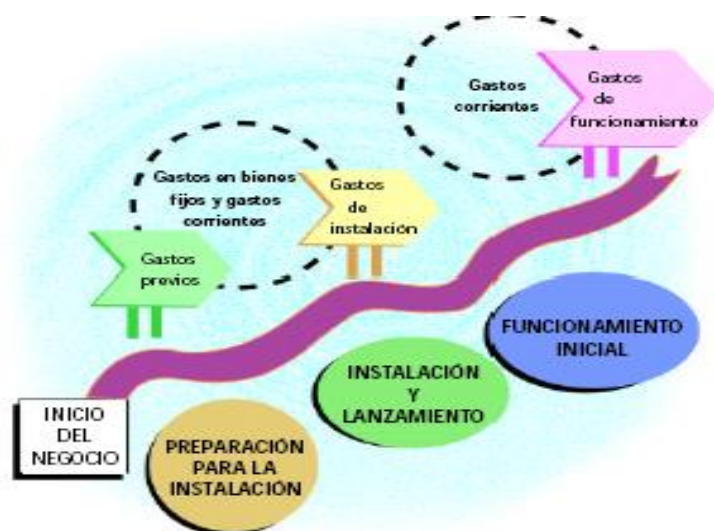 Gastos
corrientes
Gastos
de
funcionamiento
Gastos en bienes
fijos y gastos
corrientes
Gastos
de
instalación
Gastos
previos
FUNCIONAMIENTO
INICIAL
INSTALACIÓN
Y
LANZAMIENTO
INICIO
DEL
NEGOCIO
PREPARACIÓN
PARA LA
INSTALACIÓN